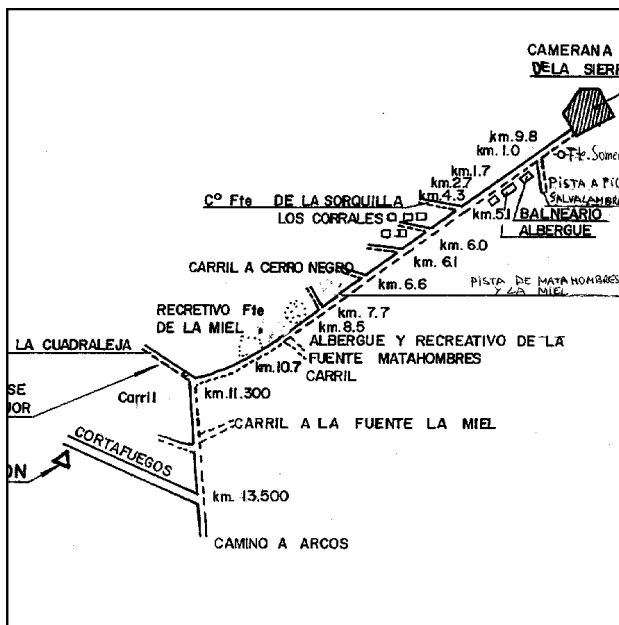 CAMERANA
DE LA SIERR
km. 9.8
km. 1.0
Fte. Somer
1.7
km. 2.7
km. 4.3
PISTA A PIC
SALVALAMBRA
Cº Fte DE LA SORQUILLA
LOS CORRALES
km. 5.1
BALNEARIO
ALBERGUE
km. 6.0
km. 6.1
CARRIL A CERRO NEGRO
km. 6.6
PISTA DE MATAHOMBRES
Y LA MIEL
RECRETIVO Fte
DE LA MIEL
km. 7.7
km. 8.5
ALBERGUE Y RECREATIVO DE LA
FUENTE MATAHOMBRES
LA CUADRALEJA
km. 10.7
CARRIL
SE
JOR
Carril
km. 11.300
CARRIL A LA FUENTE LA MIEL
CORTAFUEGOS
ON
km. 13.500
CAMINO A ARCOS